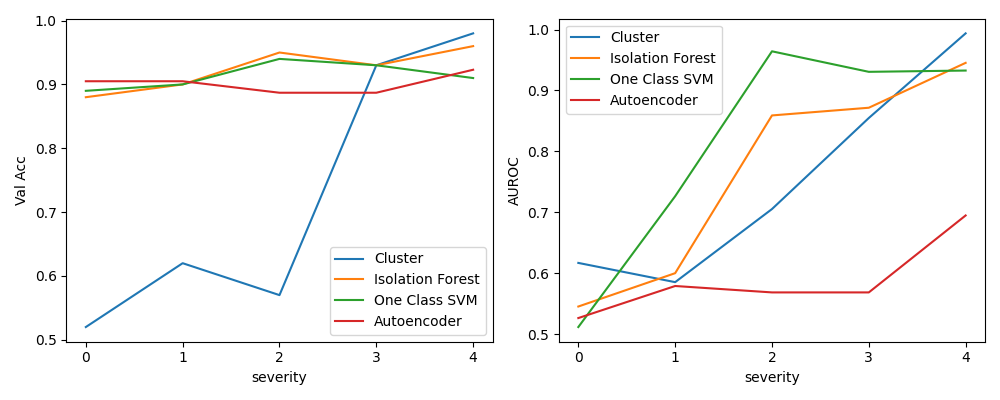 1.0
0.9
0.8
0.7
0.6
0.5
Val Acc
0
1
2
3
4
severity
Cluster
Isolation Forest
One Class SVM
Autoencoder
1.0
0.9
0.8
0.7
0.6
0.5
AUROC
0
1
2
3
4
severity
Cluster
Isolation Forest
One Class SVM
Autoencoder